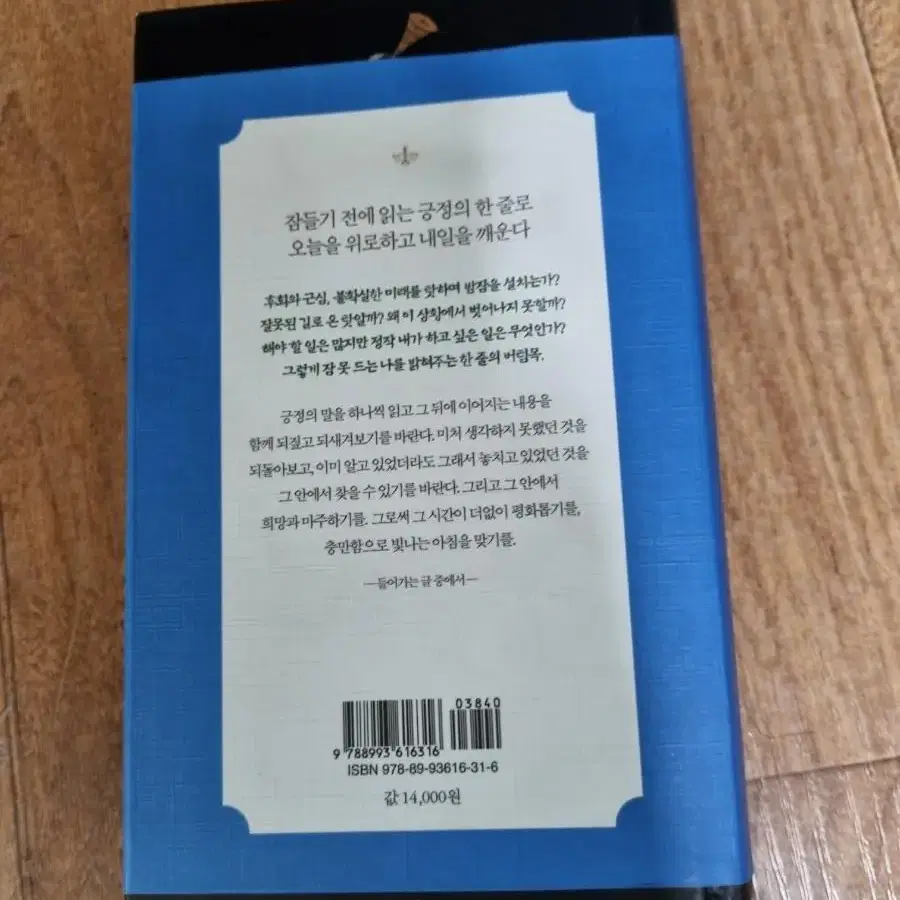 잠들기 전에 읽는 긍정의 한 줄로
오늘을 위로하고 내일을 깨운다
후회와 근심, 불확실한 미래를 탓하며 밤잠을 설치는가?
잘못된 길로 온 탓일까? 왜 이 상황에서 벗어나지 못할까?
해야 할 일은 많지만 정작 내가 하고 싶은 일은 무엇인가?
그렇게 잠 못 드는 나를 밝혀주는 한 줄의 버팀목.
긍정의 말을 하나씩 읽고 그 뒤에 이어지는 내용을
함께 되짚고 되새겨보기를 바란다. 미처 생각하지 못했던 것을
되돌아보고, 이미 알고 있었더라도 그래서 놓치고 있었던 것을
그 안에서 찾을 수 있기를 바란다. 그리고 그 안에서
희망과 마주하기를. 그로써 그 시간이 더없이 평화롭기를,
충만함으로 빛나는 아침을 맞기를.
—들어가는 글 중에서—
03840
9 788993 616316
ISBN 978-89-93616-31-6
값 14,000원